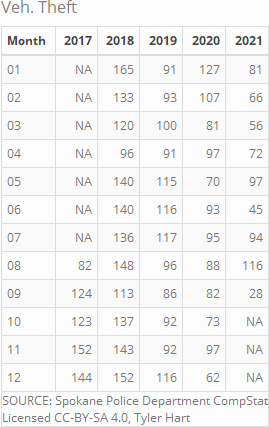 Veh. Theft
Month 2017 2018 2019 2020 2021
01 NA 165 91 127 81
02 NA 133 93 107 66
03 NA 120 100 81 56
04 NA 96 91 97 72
05 NA 140 115 70 97
06 NA 140 116 93 45
07 NA 136 117 95 94
08 82 148 96 88 116
09 124 113 86 82 28
10 123 137 92 73 NA
11 152 143 92 97 NA
12 144 152 116 62 NA
SOURCE: Spokane Police Department CompStat
Licensed CC-BY-SA 4.0, Tyler Hart